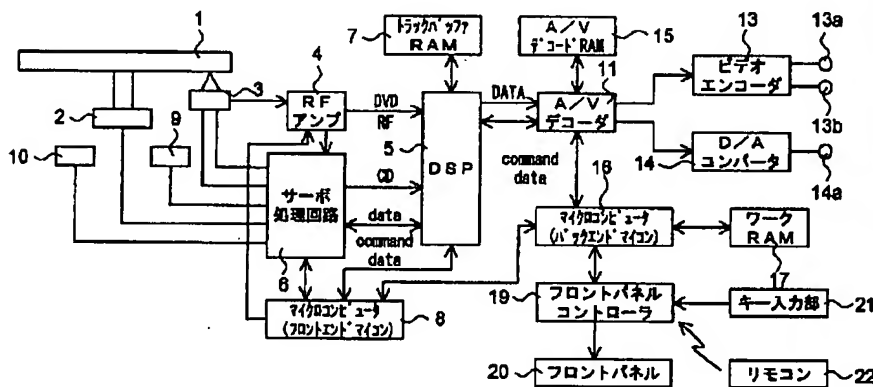 1
2
3
4
RF
アンプ
DVD
RF
7
トラックバッファ
RAM
5
DSP
DATA
A/V
デコードRAM
15
11
A/V
デコーダ
13
ビデオ
エンコーダ
13a
13b
D/A
コンバータ
14
14a
10
9
サーボ
処理回路
6
CD
data
command
data
command
data
16
マイクロコンピュータ
(バックエンドマイコン)
ワーク
RAM
17
マイクロコンピュータ
(フロントエンドマイコン)
8
19
フロントパネル
コントローラ
キー入力部
21
20
フロントパネル
リモコン
22